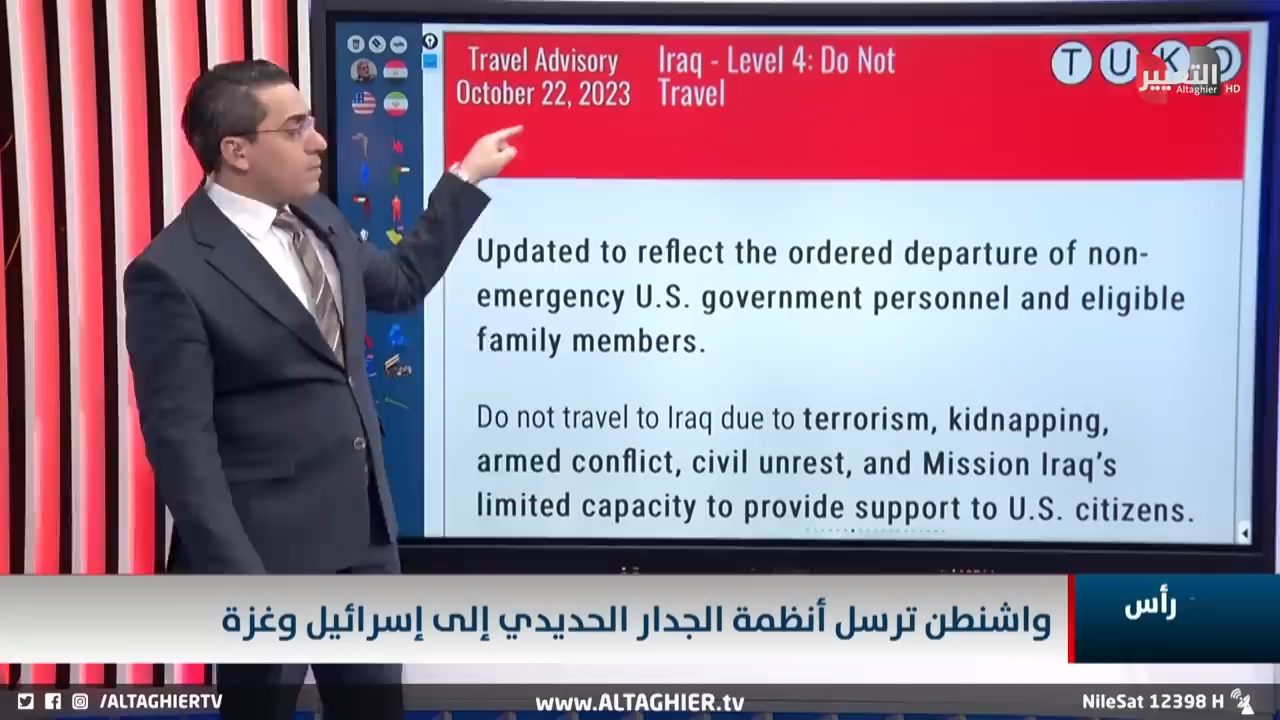 Travel Advisory
October 22, 2023
Iraq - Level 4: Do Not
Travel
T U K O
التغيير
Altaghier HD
Updated to reflect the ordered departure of non-
emergency U.S. government personnel and eligible
family members.
Do not travel to Iraq due to terrorism, kidnapping,
armed conflict, civil unrest, and Mission Iraq's
limited capacity to provide support to U.S. citizens.
رأس
واشنطن ترسل أنظمة الجدار الحديدي إلى إسرائيل وغزة
/ALTAGHIERTV
www.ALTAGHIER.tv
NileSat 12398 H